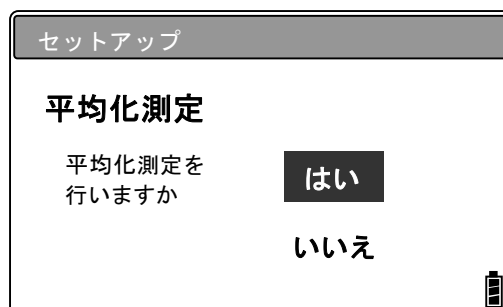 セットアップ
平均化測定
平均化測定を
行いますか
はい
いいえ